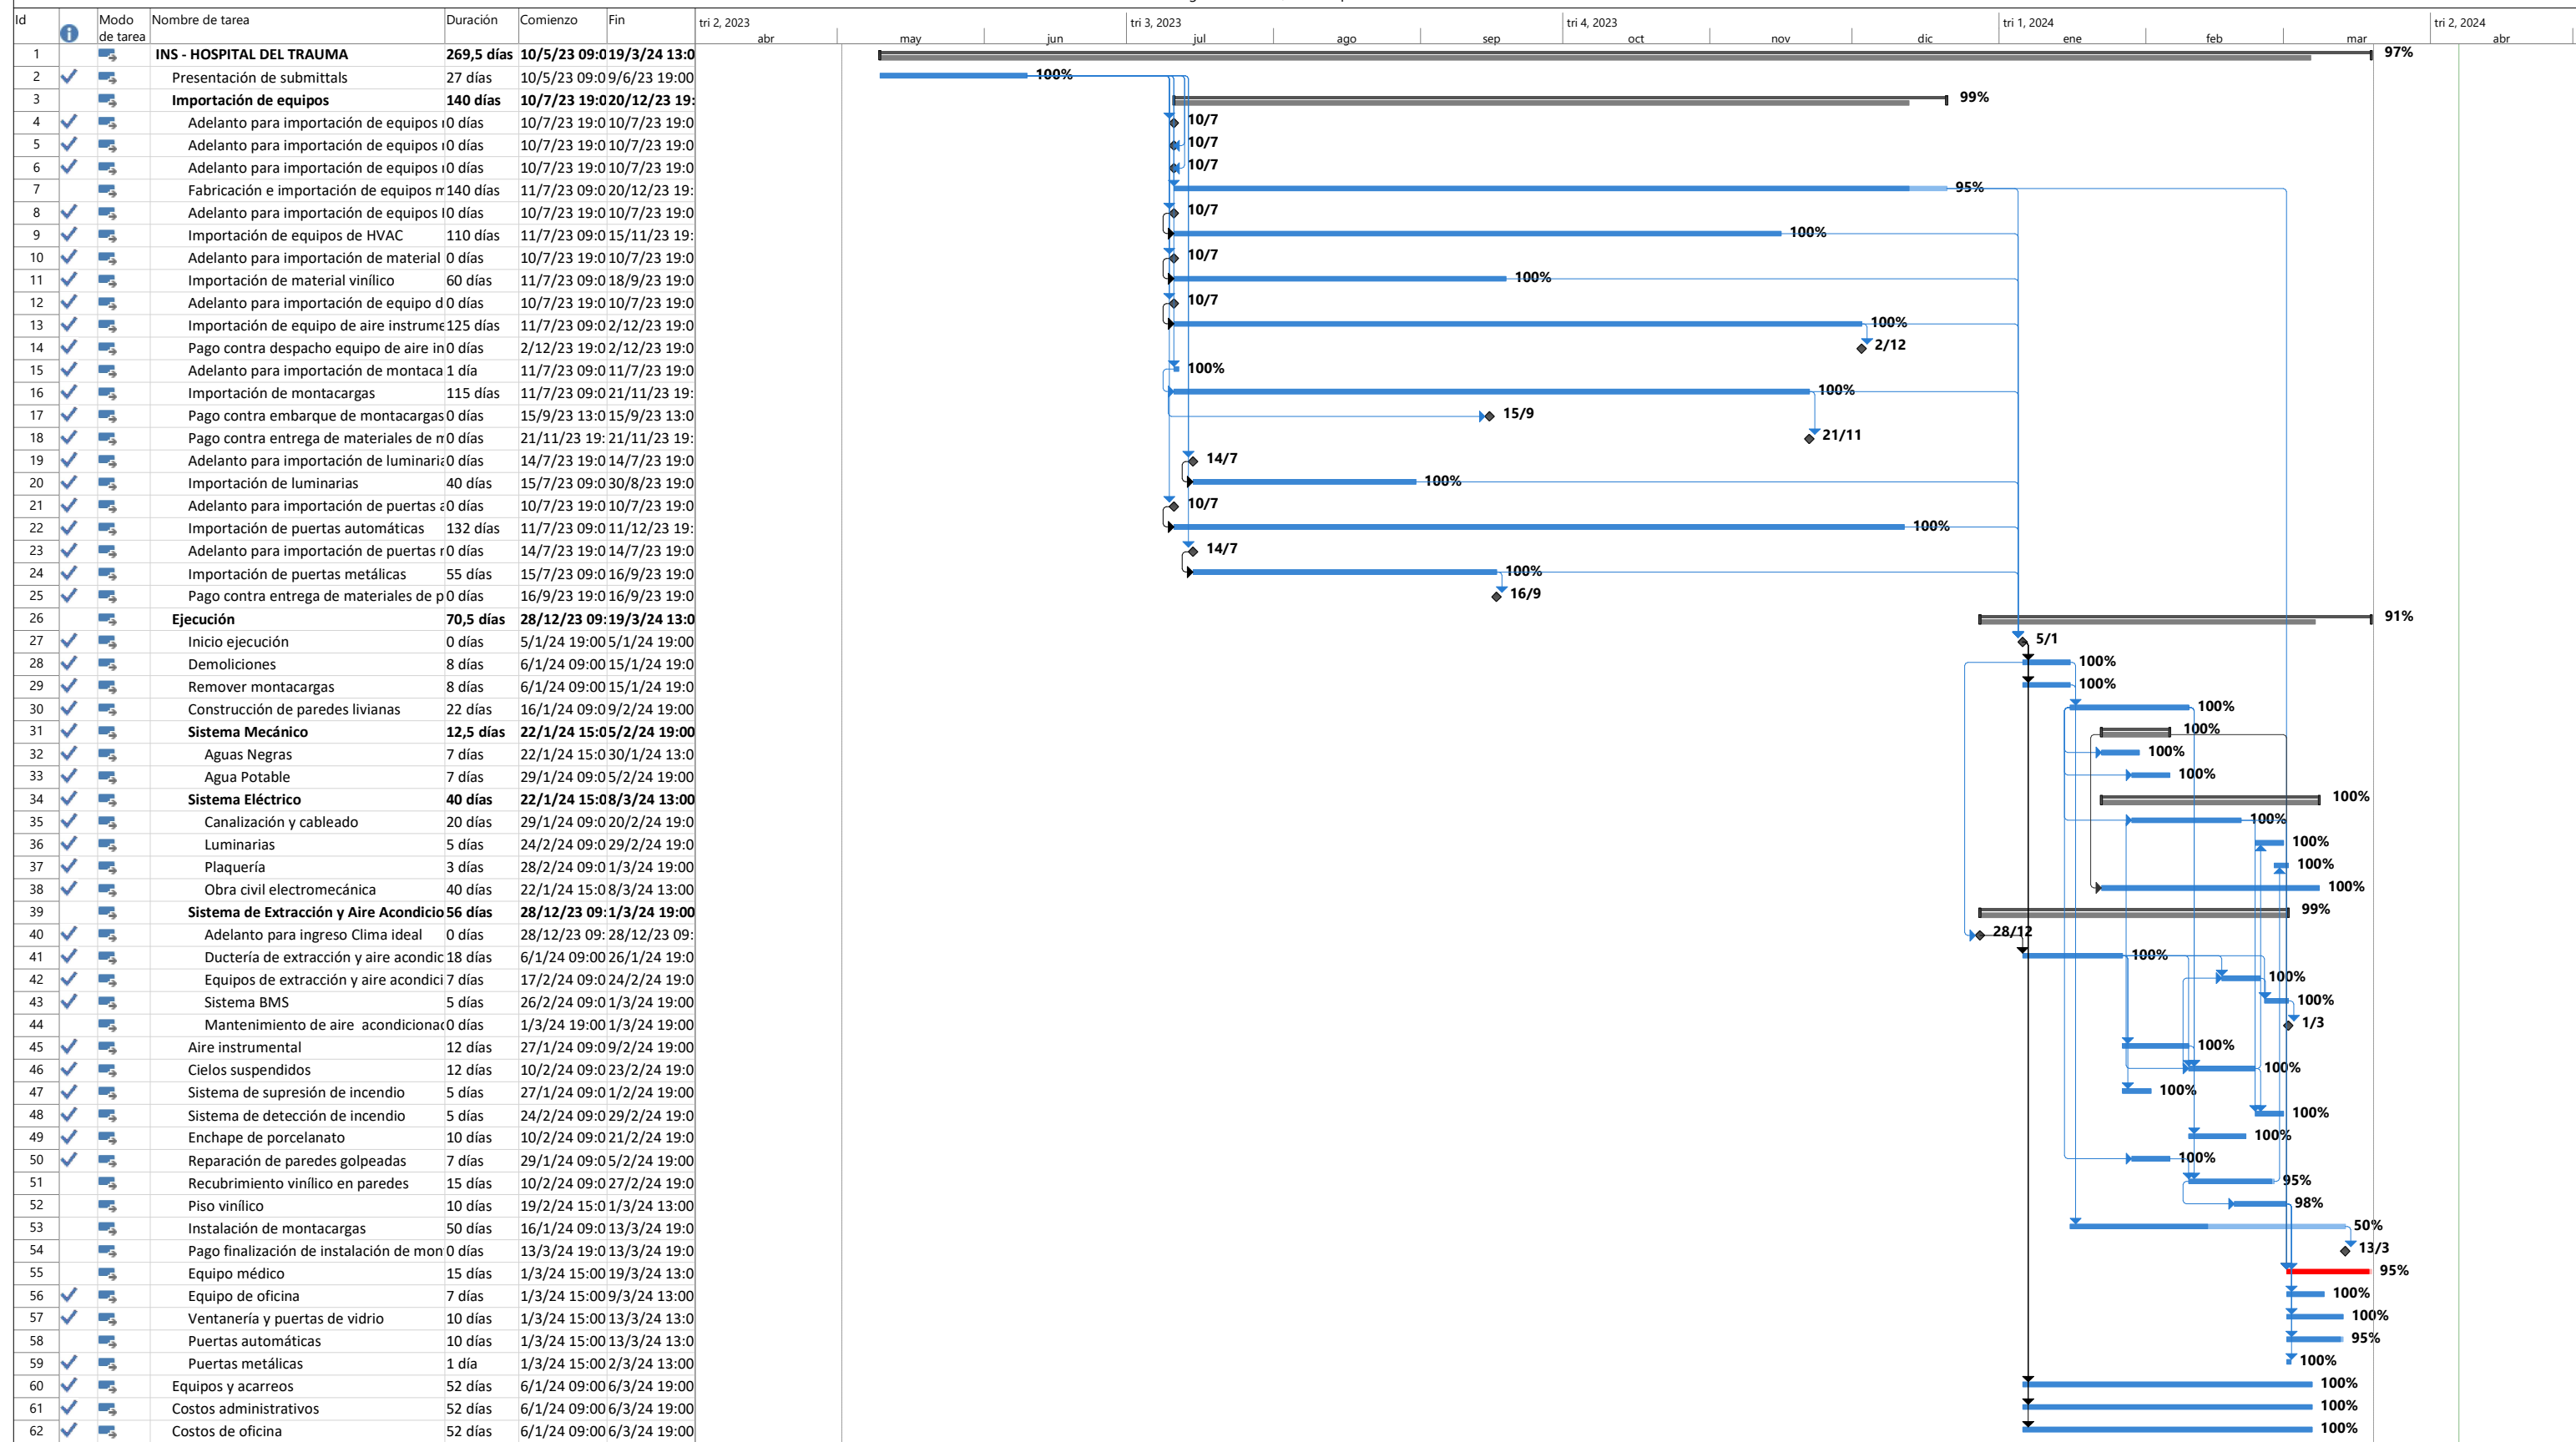 Id Modo de tarea Nombre de tarea Duración Comienzo Fin
tri 2, 2023 tri 3, 2023 tri 4, 2023 tri 1, 2024 tri 2, 2024
abr may jun jul ago sep oct nov dic ene feb mar abr
1 INS - HOSPITAL DEL TRAUMA 269,5 días 10/5/23 09:0 19/3/24 13:0 97%
2 Presentación de submittals 27 días 10/5/23 09:0 9/6/23 19:00 100%
3 Importación de equipos 140 días 10/7/23 19:0 20/12/23 19: 99%
4 Adelanto para importación de equipos 0 días 10/7/23 19:0 10/7/23 19:0 10/7
5 Adelanto para importación de equipos 0 días 10/7/23 19:0 10/7/23 19:0 10/7
6 Adelanto para importación de equipos 0 días 10/7/23 19:0 10/7/23 19:0 10/7
7 Fabricación e importación de equipos m 140 días 11/7/23 09:0 20/12/23 19: 95%
8 Adelanto para importación de equipos 0 días 10/7/23 19:0 10/7/23 19:0 10/7
9 Importación de equipos de HVAC 110 días 11/7/23 09:0 15/11/23 19: 100%
10 Adelanto para importación de material 0 días 10/7/23 19:0 10/7/23 19:0 10/7
11 Importación de material vinílico 60 días 11/7/23 09:0 18/9/23 19:0 100%
12 Adelanto para importación de equipo d 0 días 10/7/23 19:0 10/7/23 19:0 10/7
13 Importación de equipo de aire instrume 125 días 11/7/23 09:0 2/12/23 19:0 100%
14 Pago contra despacho equipo de aire in 0 días 2/12/23 19:0 2/12/23 19:0 2/12
15 Adelanto para importación de montaca 1 día 11/7/23 09:0 11/7/23 19:0 100%
16 Importación de montacargas 115 días 11/7/23 09:0 21/11/23 19: 100%
17 Pago contra embarque de montacargas 0 días 15/9/23 13:0 15/9/23 13:0 15/9
18 Pago contra entrega de materiales de m 0 días 21/11/23 19: 21/11/23 19: 21/11
19 Adelanto para importación de luminaria 0 días 14/7/23 19:0 14/7/23 19:0 14/7
20 Importación de luminarias 40 días 15/7/23 09:0 30/8/23 19:0 100%
21 Adelanto para importación de puertas a 0 días 10/7/23 19:0 10/7/23 19:0 10/7
22 Importación de puertas automáticas 132 días 11/7/23 09:0 11/12/23 19: 100%
23 Adelanto para importación de puertas 0 días 14/7/23 19:0 14/7/23 19:0 14/7
24 Importación de puertas metálicas 55 días 15/7/23 09:0 16/9/23 19:0 100%
25 Pago contra entrega de materiales de p 0 días 16/9/23 19:0 16/9/23 19:0 16/9
26 Ejecución 70,5 días 28/12/23 09: 19/3/24 13:0 91%
27 Inicio ejecución 0 días 5/1/24 19:00 5/1/24 19:00 5/1
28 Demoliciones 8 días 6/1/24 09:00 15/1/24 19:0 100%
29 Remover montacargas 8 días 6/1/24 09:00 15/1/24 19:0 100%
30 Construcción de paredes livianas 22 días 16/1/24 09:0 9/2/24 19:00 100%
31 Sistema Mecánico 12,5 días 22/1/24 15:0 5/2/24 19:00 100%
32 Aguas Negras 7 días 22/1/24 15:0 30/1/24 13:0 100%
33 Agua Potable 7 días 29/1/24 09:0 5/2/24 19:00 100%
34 Sistema Eléctrico 40 días 22/1/24 15:0 8/3/24 13:00 100%
35 Canalización y cableado 20 días 29/1/24 09:0 20/2/24 19:0 100%
36 Luminarias 5 días 24/2/24 09:0 29/2/24 19:0 100%
37 Plaquería 3 días 28/2/24 09:0 1/3/24 19:00 100%
38 Obra civil electromecánica 40 días 22/1/24 15:0 8/3/24 13:00 100%
39 Sistema de Extracción y Aire Acondicio 56 días 28/12/23 09: 1/3/24 19:00 99%
40 Adelanto para ingreso Clima ideal 0 días 28/12/23 09: 28/12/23 09: 28/12
41 Ductería de extracción y aire acondic 18 días 6/1/24 09:00 26/1/24 19:0 100%
42 Equipos de extracción y aire acondici 7 días 17/2/24 09:0 24/2/24 19:0 100%
43 Sistema BMS 5 días 26/2/24 09:0 1/3/24 19:00 100%
44 Mantenimiento de aire acondicionac 0 días 1/3/24 19:00 1/3/24 19:00 1/3
45 Aire instrumental 12 días 27/1/24 09:0 9/2/24 19:00 100%
46 Cielos suspendidos 12 días 10/2/24 09:0 23/2/24 19:0 100%
47 Sistema de supresión de incendio 5 días 27/1/24 09:0 1/2/24 19:00 100%
48 Sistema de detección de incendio 5 días 24/2/24 09:0 29/2/24 19:0 100%
49 Enchape de porcelanato 10 días 10/2/24 09:0 21/2/24 19:0 100%
50 Reparación de paredes golpeadas 7 días 29/1/24 09:0 5/2/24 19:00 100%
51 Recubrimiento vinílico en paredes 15 días 10/2/24 09:0 27/2/24 19:0 95%
52 Piso vinílico 10 días 19/2/24 15:0 1/3/24 13:00 98%
53 Instalación de montacargas 50 días 16/1/24 09:0 13/3/24 19:0 50%
54 Pago finalización de instalación de mon 0 días 13/3/24 19:0 13/3/24 19:0 13/3
55 Equipo médico 15 días 1/3/24 15:00 19/3/24 13:0 95%
56 Equipo de oficina 7 días 1/3/24 15:00 9/3/24 13:00 100%
57 Ventanería y puertas de vidrio 10 días 1/3/24 15:00 13/3/24 13:0 100%
58 Puertas automáticas 10 días 1/3/24 15:00 13/3/24 13:0 95%
59 Puertas metálicas 1 día 1/3/24 15:00 2/3/24 13:00 100%
60 Equipos y acarreos 52 días 6/1/24 09:00 6/3/24 19:00 100%
61 Costos administrativos 52 días 6/1/24 09:00 6/3/24 19:00 100%
62 Costos de oficina 52 días 6/1/24 09:00 6/3/24 19:00 100%